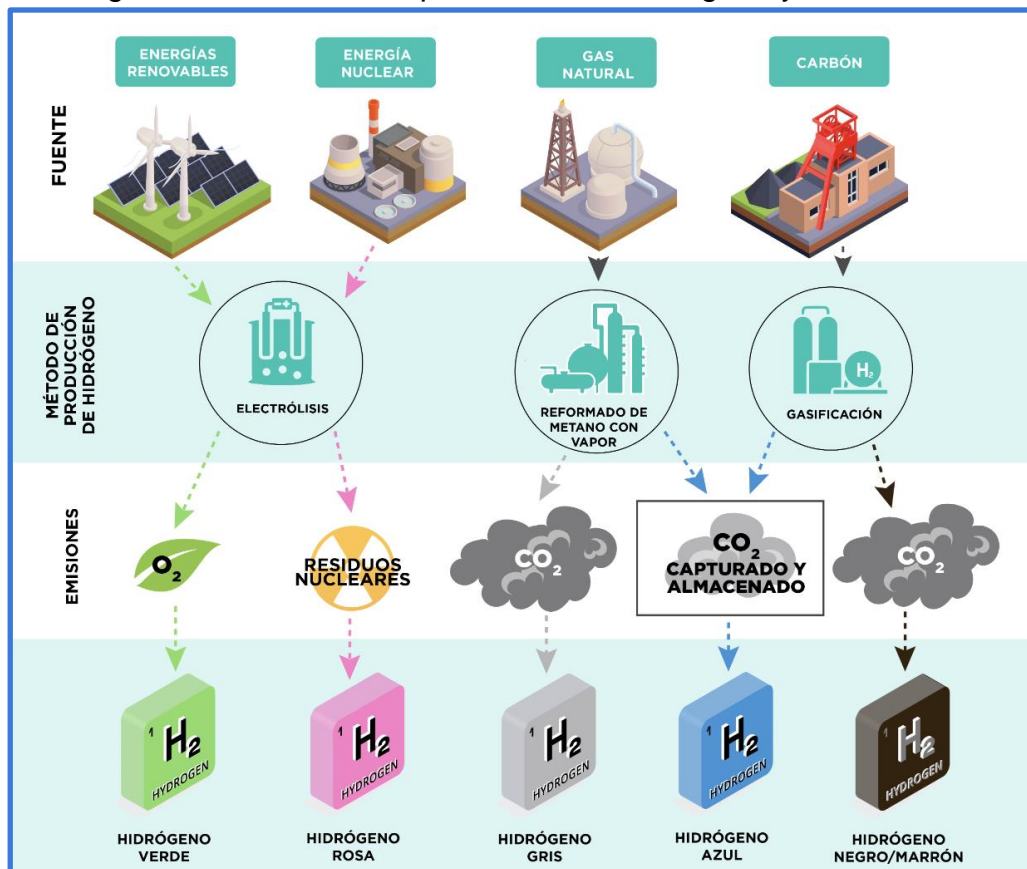 ENERGÍAS
RENOVABLES
ENERGÍA
NUCLEAR
GAS
NATURAL
CARBÓN
FUENTE
MÉTODO DE
PRODUCCIÓN
DE HIDRÓGENO
ELECTRÓLISIS
REFORMADO DE
METANO CON
VAPOR
H2
GASIFICACIÓN
EMISIONES
O2
RESIDUOS
NUCLEARES
CO2
CO2
CAPTURADO Y
ALMACENADO
CO2
1 H2
HYDROGEN
1 H2
HYDROGEN
1 H2
HYDROGEN
1 H2
HYDROGEN
1 H2
HYDROGEN
HIDRÓGENO
VERDE
HIDRÓGENO
ROSA
HIDRÓGENO
GRIS
HIDRÓGENO
AZUL
HIDRÓGENO
NEGRO/MARRÓN